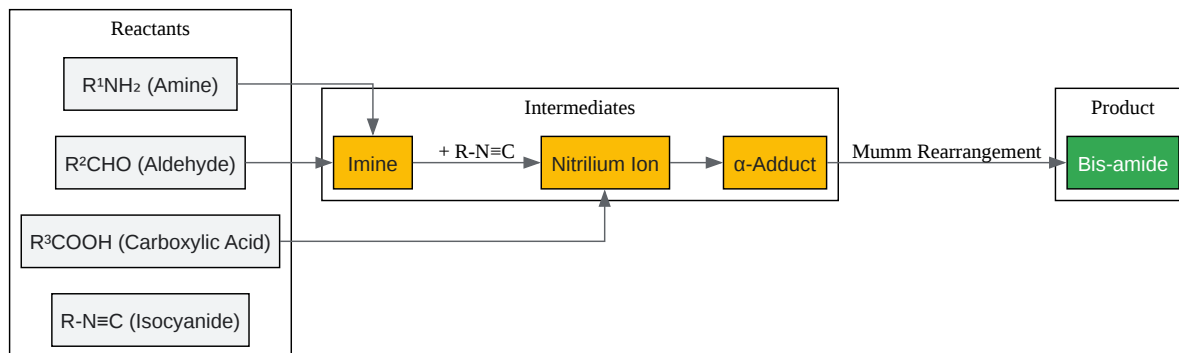 Reactants
R¹NH₂ (Amine)
R²CHO (Aldehyde)
R³COOH (Carboxylic Acid)
R-N≡C (Isocyanide)
Intermediates
Imine
+ R-N≡C
Nitrilium Ion
α-Adduct
Mumm Rearrangement
Product
Bis-amide